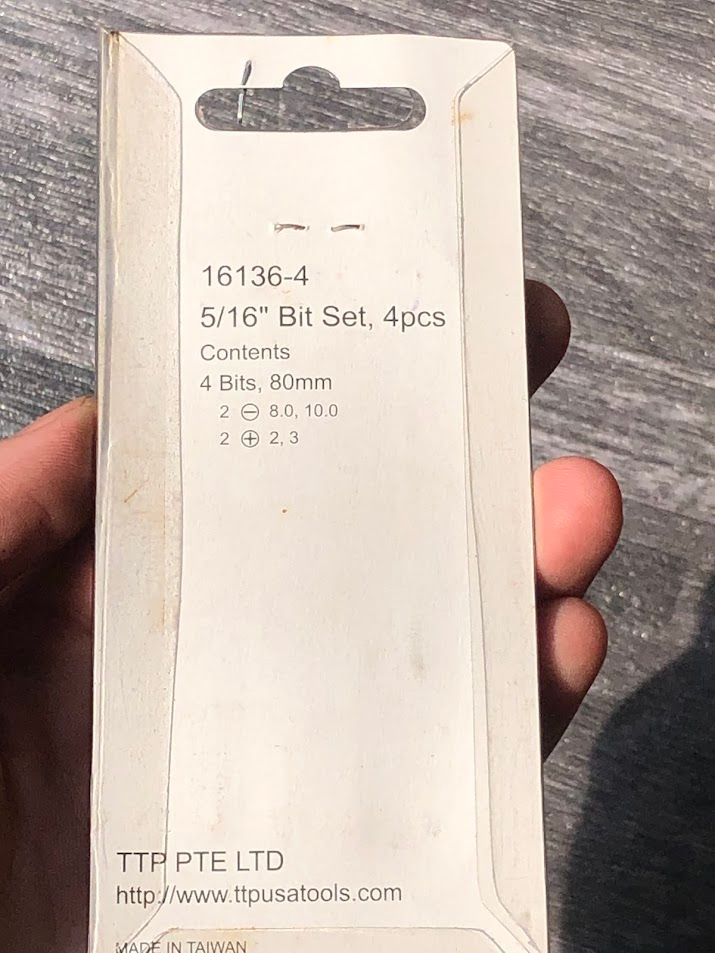 16136-4
5/16" Bit Set, 4pcs
Contents
4 Bits, 80mm
2 ⊖ 8.0, 10.0
2 ⊕ 2, 3
TTP PTE LTD
http://www.ttpusatools.com
MADE IN TAIWAN